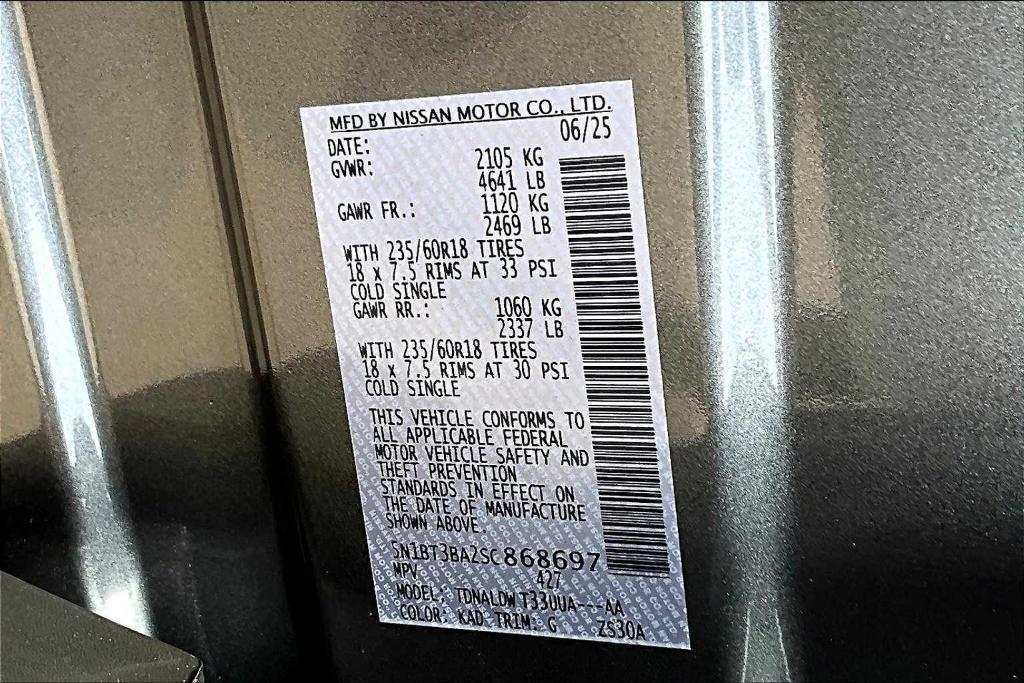 MFD BY NISSAN MOTOR CO., LTD.
DATE: 06/25
GVWR: 2105 KG
4641 LB
GAWR FR.: 1120 KG
2469 LB
WITH 235/60R18 TIRES
18 x 7.5 RIMS AT 33 PSI
COLD SINGLE
GAWR RR.: 1060 KG
2337 LB
WITH 235/60R18 TIRES
18 x 7.5 RIMS AT 30 PSI
COLD SINGLE
THIS VEHICLE CONFORMS TO
ALL APPLICABLE FEDERAL
MOTOR VEHICLE SAFETY AND
THEFT PREVENTION
STANDARDS IN EFFECT ON
THE DATE OF MANUFACTURE
SHOWN ABOVE.
5N1BT3BA2SC868697
MPV 427
MODEL: TDNALDW T33UUA---AA
COLOR: KAD TRIM: G ZS30A